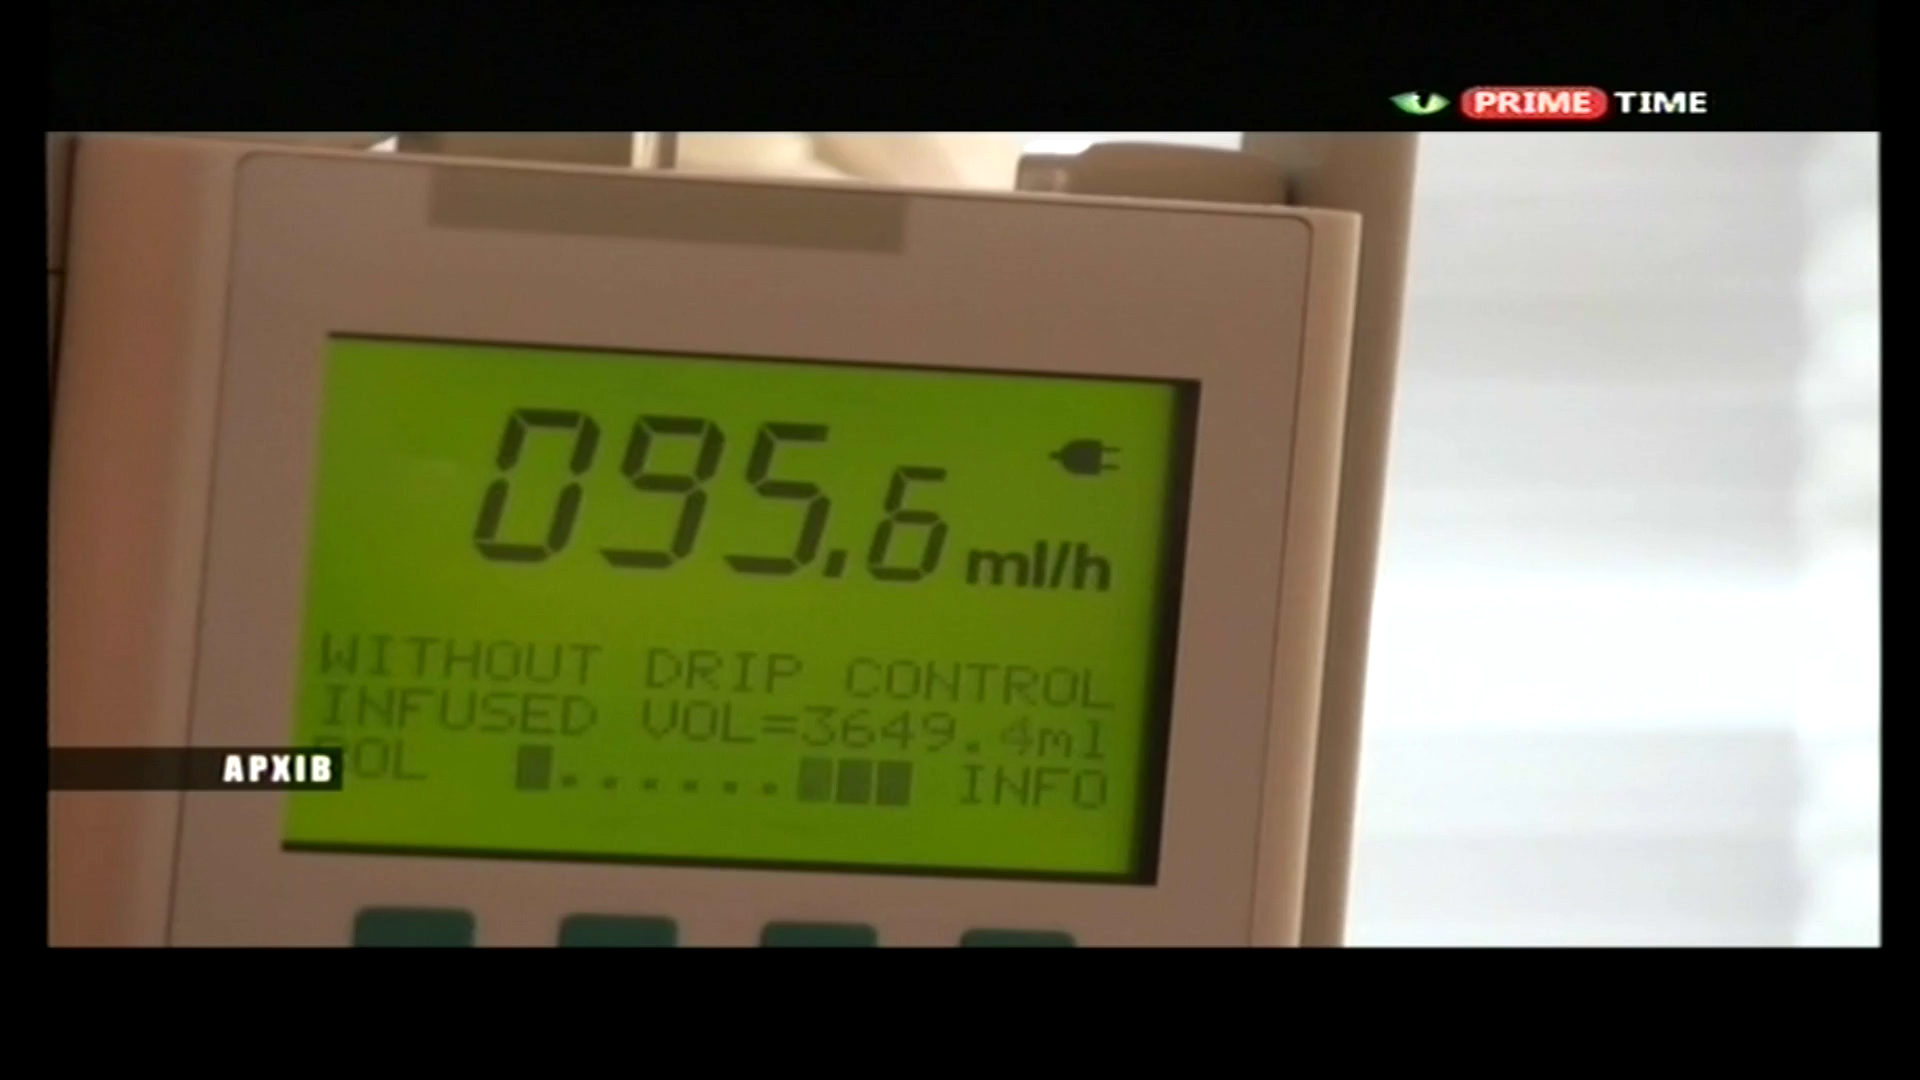 PRIME TIME
095.6 ml/h
WITHOUT DRIP CONTROL
INFUSED VOL=3649.4ml
INFO
АРХІВ